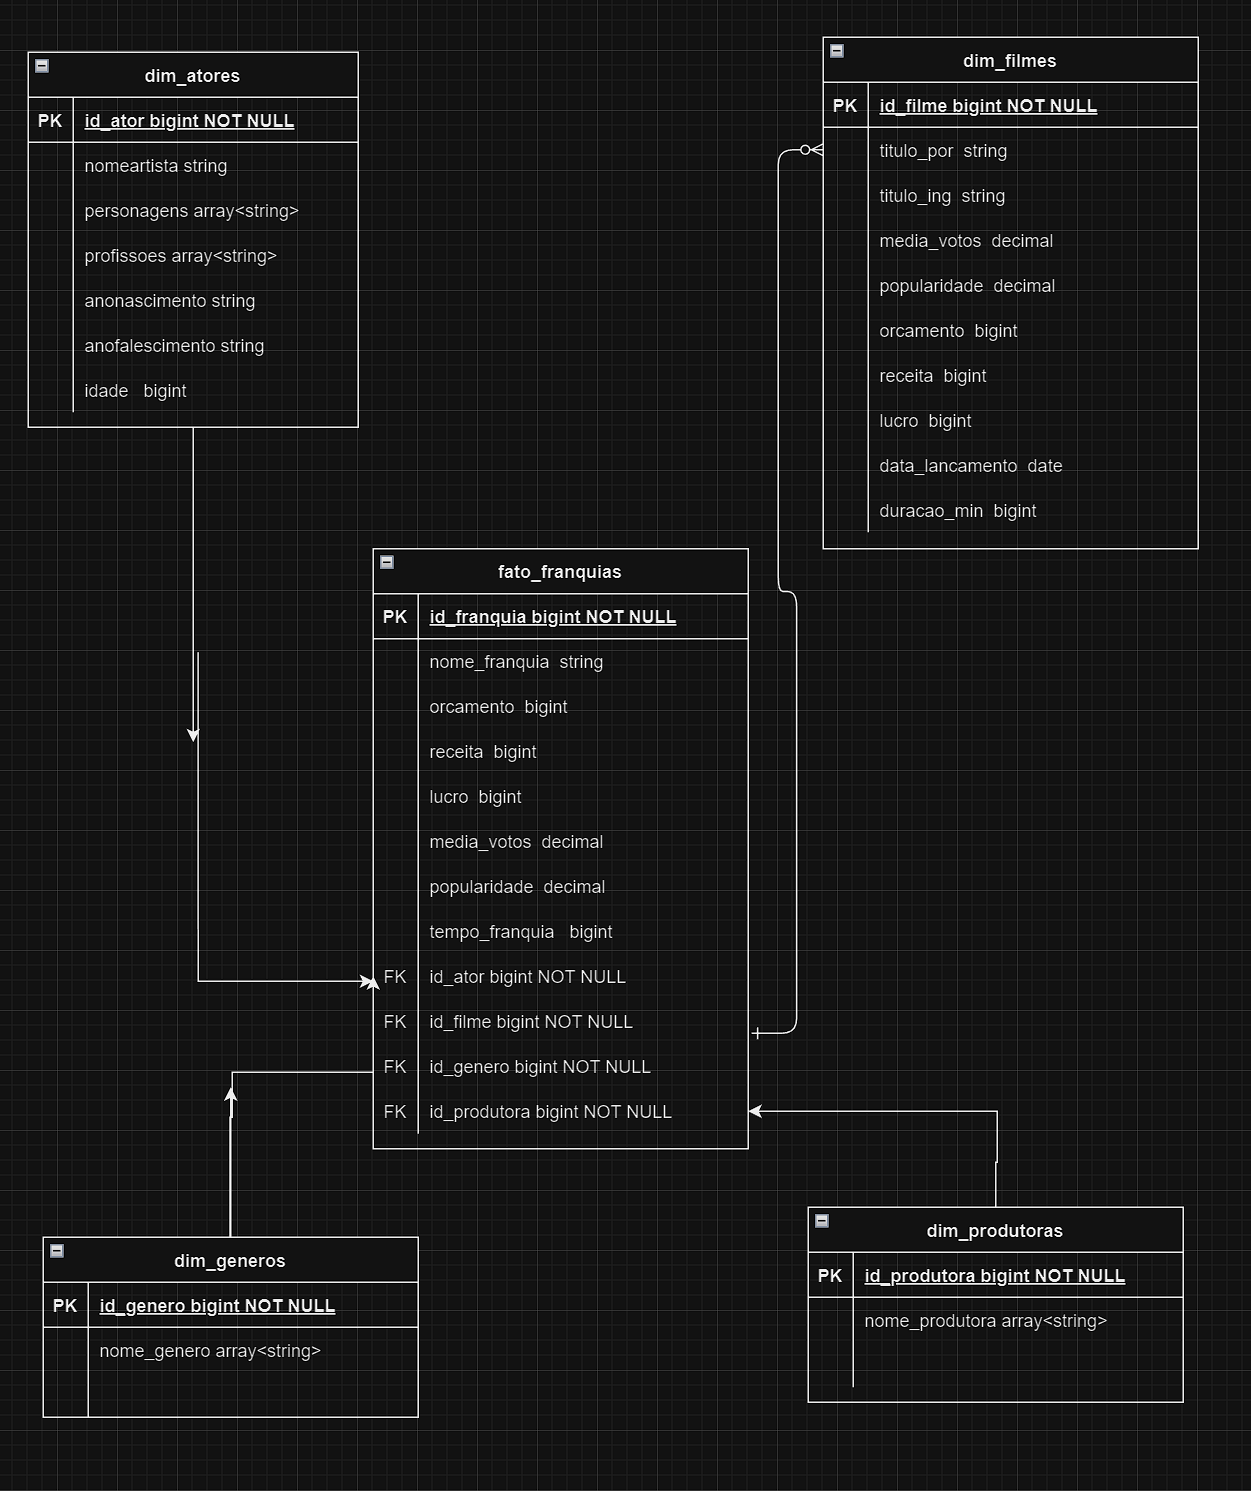 dim_atores
PK id_ator bigint NOT NULL
nomeartista string
personagens array<string>
profissoes array<string>
anonascimento string
anofalescimento string
idade bigint
dim_filmes
PK id_filme bigint NOT NULL
titulo_por string
titulo_ing string
media_votos decimal
popularidade decimal
orcamento bigint
receita bigint
lucro bigint
data_lancamento date
duracao_min bigint
fato_franquias
PK id_franquia bigint NOT NULL
nome_franquia string
orcamento bigint
receita bigint
lucro bigint
media_votos decimal
popularidade decimal
tempo_franquia bigint
FK id_ator bigint NOT NULL
FK id_filme bigint NOT NULL
FK id_genero bigint NOT NULL
FK id_produtora bigint NOT NULL
dim_generos
PK id_genero bigint NOT NULL
nome_genero array<string>
dim_produtoras
PK id_produtora bigint NOT NULL
nome_produtora array<string>